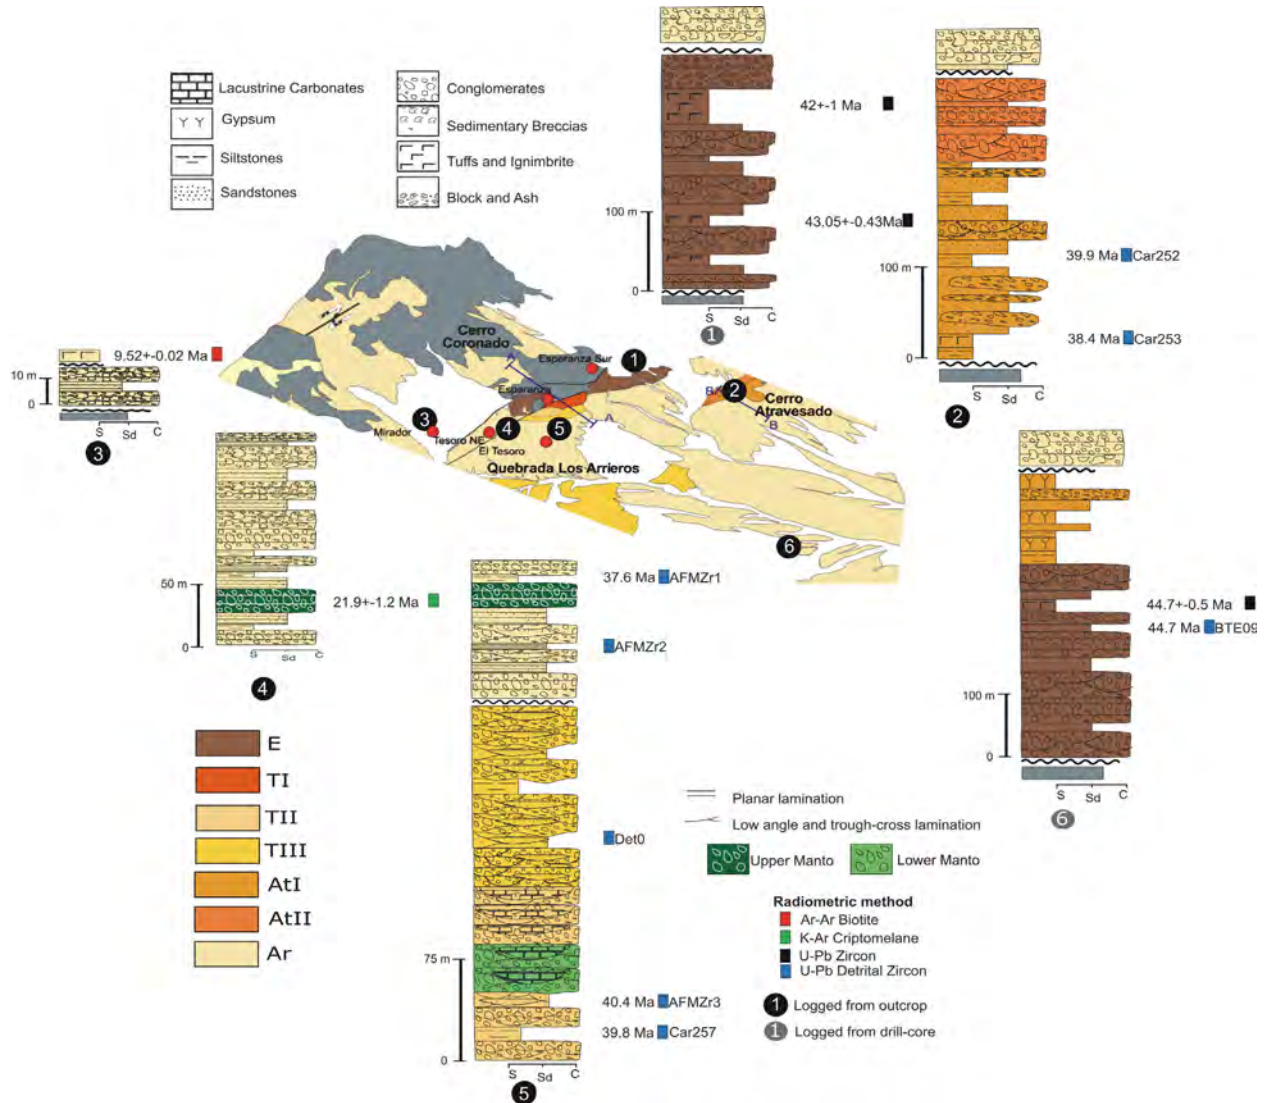 Lacustrine Carbonates
Gypsum
Siltstones
Sandstones
Conglomerates
Sedimentary Breccias
Tuffs and Ignimbrite
Block and Ash
42+-1 Ma
43.05+-0.43Ma
100 m
0
S Sd C
1
39.9 Ma Car252
38.4 Ma Car253
100 m
0
S Sd C
2
9.52+-0.02 Ma
10 m
0
S Sd C
3
Cerro
Coronado
A
Esperanza Sur
1
Esperanza
B
2
Cerro
Atravesado
B
A
3
Mirador
Tesoro NE
4
5
El Tesoro
Quebrada Los Arrieros
6
50 m
0
21.9+-1.2 Ma
S Sd C
4
37.6 Ma AFMZr1
AFMZr2
Det0
75 m
40.4 Ma AFMZr3
39.8 Ma Car257
0
S Sd C
5
44.7+-0.5 Ma
44.7 Ma BTE09
100 m
0
S Sd C
6
E
TI
TII
TIII
AtI
AtII
Ar
Planar lamination
Low angle and trough-cross lamination
Upper Manto
Lower Manto
Radiometric method
Ar-Ar Biotite
K-Ar Criptomelane
U-Pb Zircon
U-Pb Detrital Zircon
1 Logged from outcrop
1 Logged from drill-core